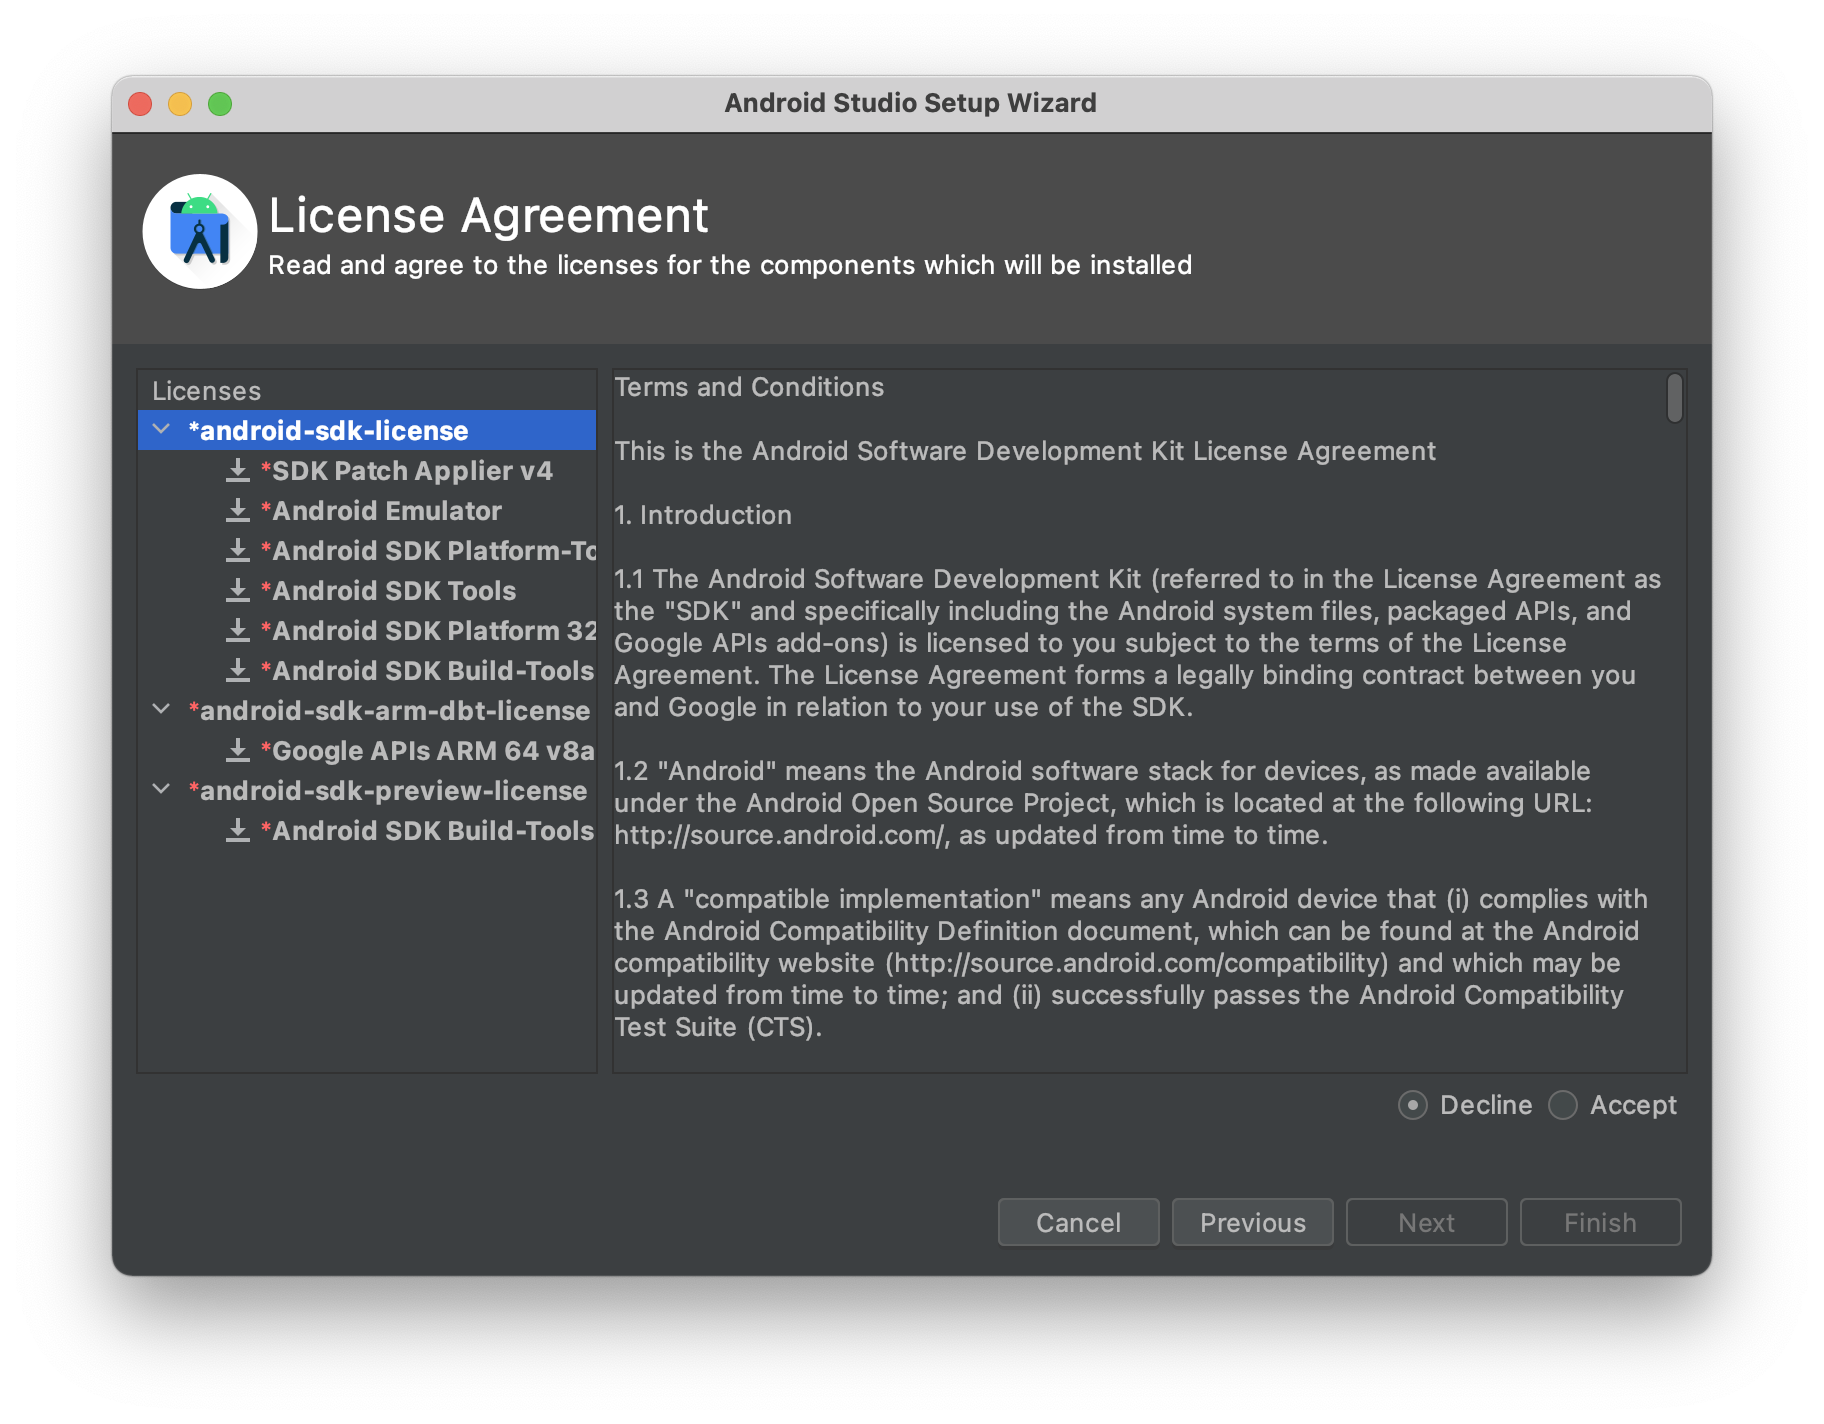 Android Studio Setup Wizard
License Agreement
Read and agree to the licenses for the components which will be installed
Licenses
*android-sdk-license
*SDK Patch Applier v4
*Android Emulator
*Android SDK Platform-To
*Android SDK Tools
*Android SDK Platform 32
*Android SDK Build-Tools
*android-sdk-arm-dbt-license
*Google APIs ARM 64 v8a
*android-sdk-preview-license
*Android SDK Build-Tools
Terms and Conditions
This is the Android Software Development Kit License Agreement
1. Introduction
1.1 The Android Software Development Kit (referred to in the License Agreement as
the "SDK" and specifically including the Android system files, packaged APIs, and
Google APIs add-ons) is licensed to you subject to the terms of the License
Agreement. The License Agreement forms a legally binding contract between you
and Google in relation to your use of the SDK.
1.2 "Android" means the Android software stack for devices, as made available
under the Android Open Source Project, which is located at the following URL:
http://source.android.com/, as updated from time to time.
1.3 A "compatible implementation" means any Android device that (i) complies with
the Android Compatibility Definition document, which can be found at the Android
compatibility website (http://source.android.com/compatibility) and which may be
updated from time to time; and (ii) successfully passes the Android Compatibility
Test Suite (CTS).
Decline Accept
Cancel Previous Next Finish